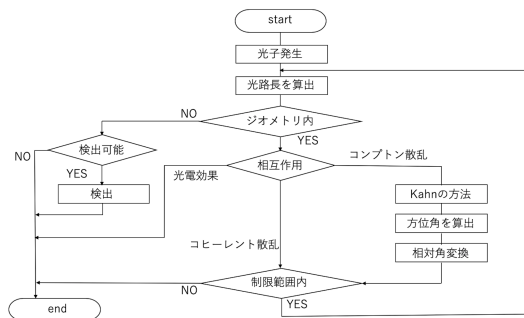 start
光子発生
光路長を算出
ジオメトリ内
NO
YES
検出可能
NO
YES
検出
相互作用
光電効果
コンプトン散乱
Kahnの方法
方位角を算出
相対角変換
コヒーレント散乱
制限範囲内
NO
YES
end